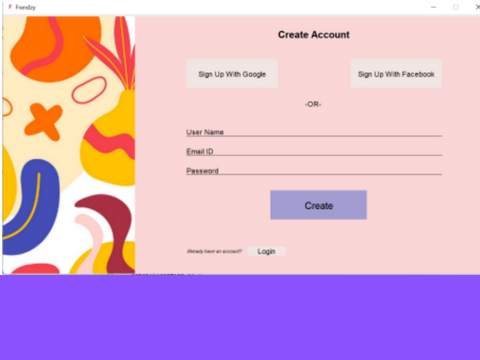 Frendzy
Create Account
Sign Up With Google
Sign Up With Facebook
-OR-
User Name
Email ID
Password
Create
Already have an account?
Login